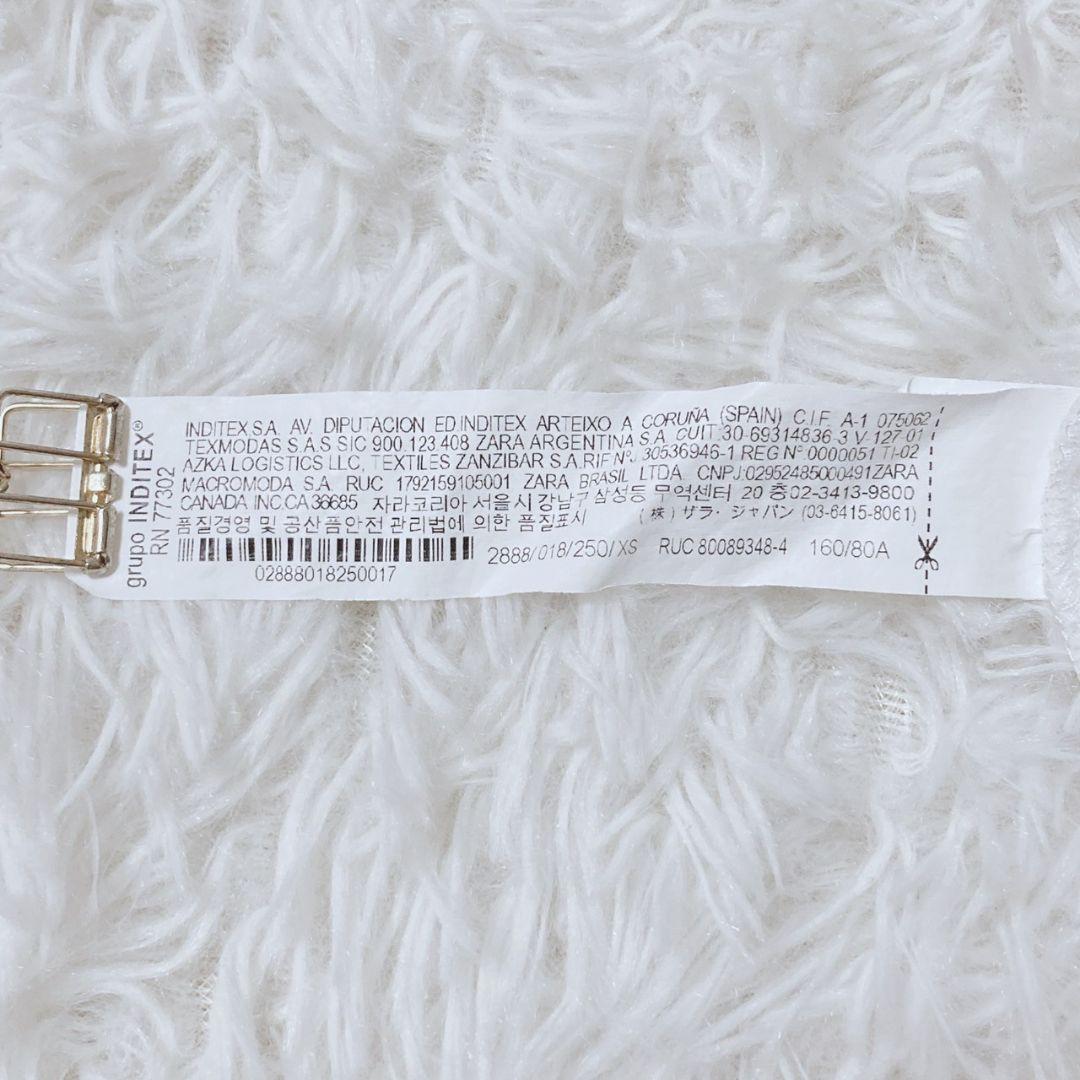 grupo INDITEX®
RN 77302
INDITEX S.A. AV. DIPUTACION ED.INDITEX ARTEIXO A CORUÑA (SPAIN) C.I.F. A-1 075062
TEXMODAS S.A.S SIC 900.123.408 ZARA ARGENTINA S.A. CUIT.30-69314836-3 V-127-01
AZKA LOGISTICS LLC, TEXTILES ZANZIBAR S.A.RIF N°J 30536946-1 REG N° 0000051 TI-02
MACROMODA S.A. RUC 1792159105001 ZARA BRASIL LTDA. CNPJ:02952485000491ZARA
CANADA INC.CA 36685 자라코리아 서울시 강남구 삼성동 무역센터 20 층02-3413-9800
품질경영 및 공산품안전 관리법에 의한 품질표시 (株) ザラ・ジャパン (03-6415-8061)
02888018250017 2888/018/250/XS RUC 80089348-4 160/80A